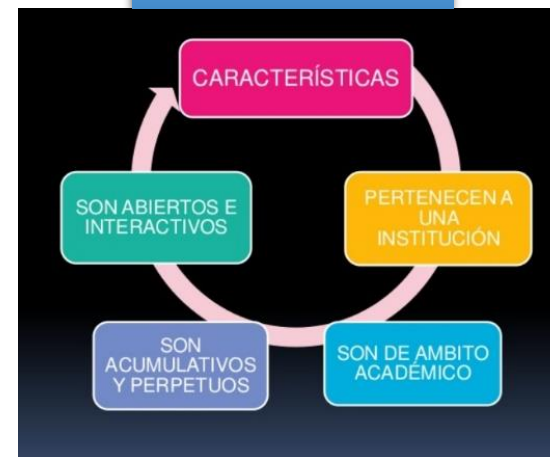 CARACTERÍSTICAS
PERTENECEN A
UNA
INSTITUCIÓN
SON DE AMBITO
ACADÉMICO
SON
ACUMULATIVOS
Y PERPETUOS
SON ABIERTOS E
INTERACTIVOS